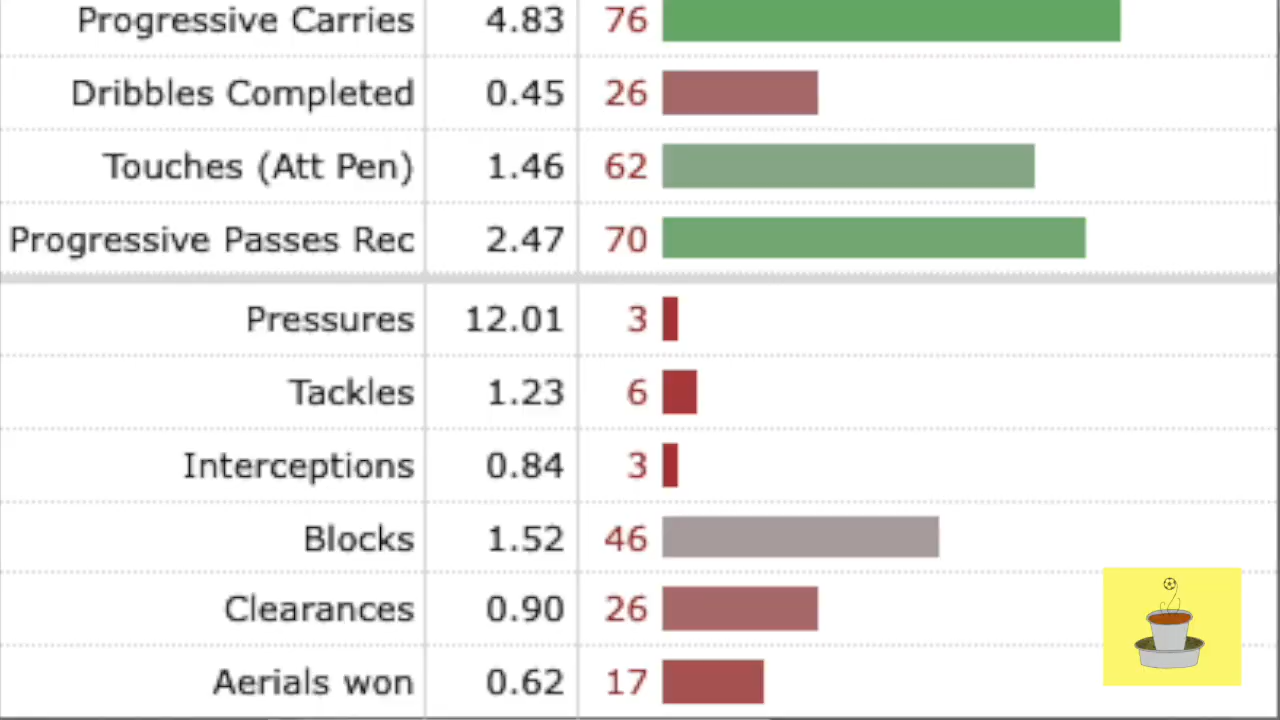 Progressive Carries 4.83 76
Dribbles Completed 0.45 26
Touches (Att Pen) 1.46 62
Progressive Passes Rec 2.47 70
Pressures 12.01 3
Tackles 1.23 6
Interceptions 0.84 3
Blocks 1.52 46
Clearances 0.90 26
Aerials won 0.62 17